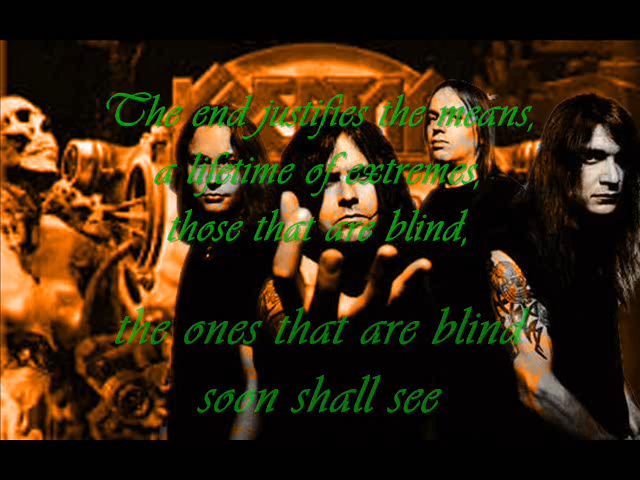 The end justifies the means,
a lifetime of extremes,
those that are blind,
the ones that are blind
soon shall see